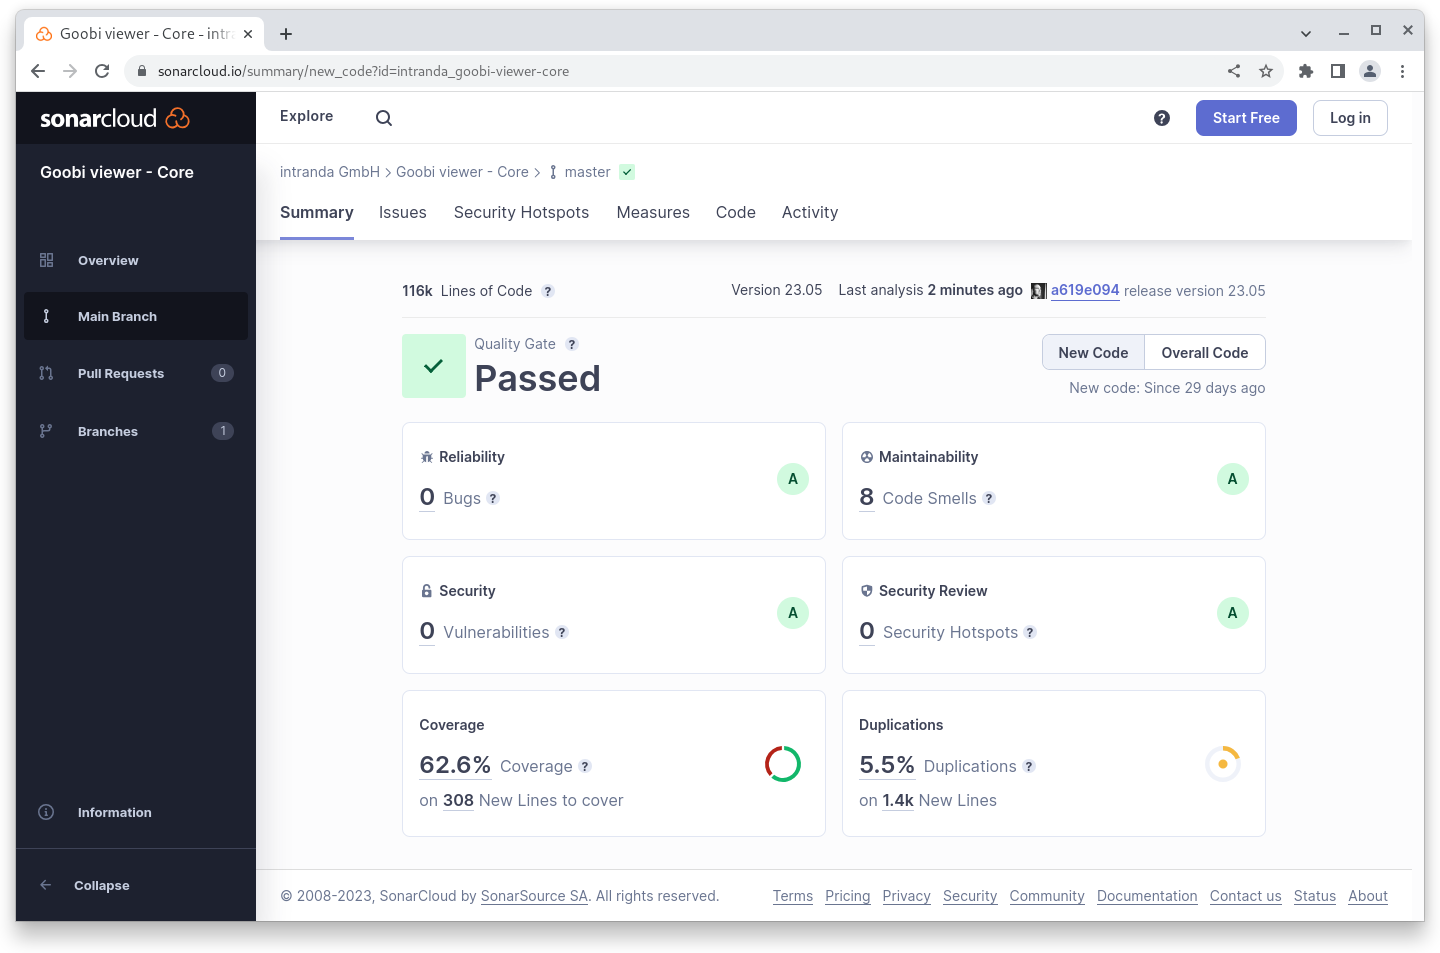 Goobi viewer - Core - intra
sonarcloud.io/summary/new_code?id=intranda_goobi-viewer-core
sonarcloud
Explore
?
Start Free
Log in
Goobi viewer - Core
intranda GmbH > Goobi viewer - Core > master
Summary Issues Security Hotspots Measures Code Activity
Overview
Main Branch
Pull Requests 0
Branches 1
Information
Collapse
116k Lines of Code ?
Version 23.05 Last analysis 2 minutes ago a619e094 release version 23.05
Quality Gate ?
Passed
New Code Overall Code
New code: Since 29 days ago
Reliability
0 Bugs ?
A
Maintainability
8 Code Smells ?
A
Security
0 Vulnerabilities ?
A
Security Review
0 Security Hotspots ?
A
Coverage
62.6% Coverage ?
on 308 New Lines to cover
Duplications
5.5% Duplications ?
on 1.4k New Lines
© 2008-2023, SonarCloud by SonarSource SA. All rights reserved.
Terms Pricing Privacy Security Community Documentation Contact us Status About